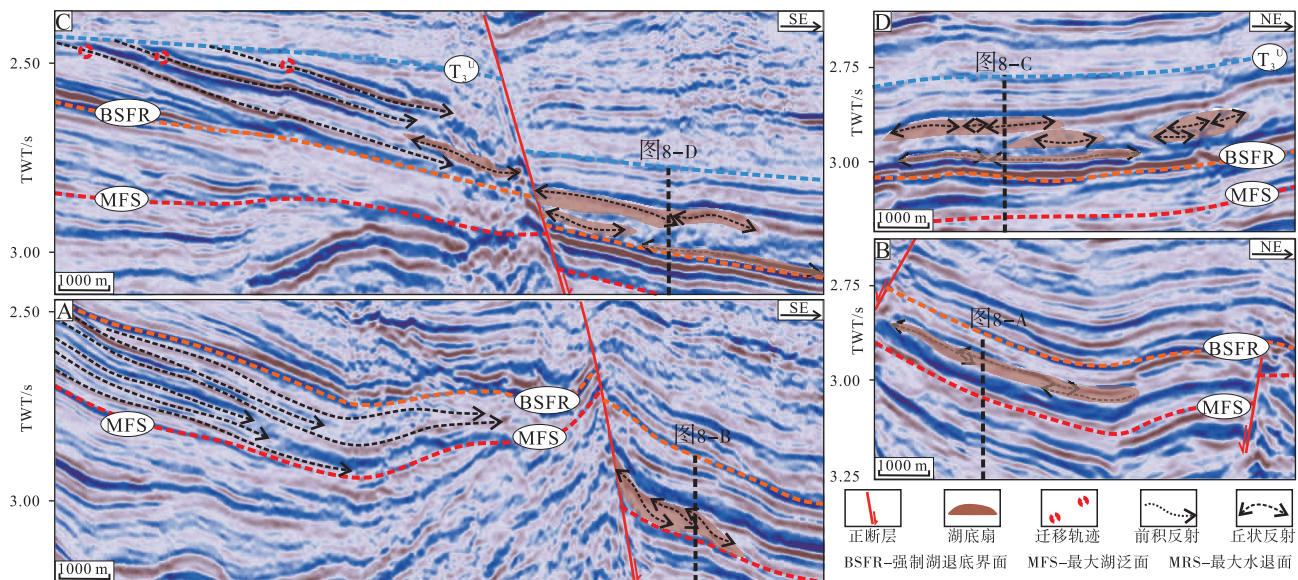 C
SE
2.50
T₃ᵁ
BSFR
图8-D
TWT/s
MFS
3.00
1000 m
D
NE
图8-C
T₃ᵁ
2.75
TWT/s
3.00
BSFR
MFS
1000 m
A
SE
2.50
BSFR
MFS
MFS
图8-B
TWT/s
3.00
1000 m
B
NE
2.75
图8-A
BSFR
TWT/s
3.00
MFS
1000 m
3.25
正断层 湖底扇 迁移轨迹 前积反射 丘状反射
BSFR-强制湖退底界面 MFS-最大湖泛面 MRS-最大水退面